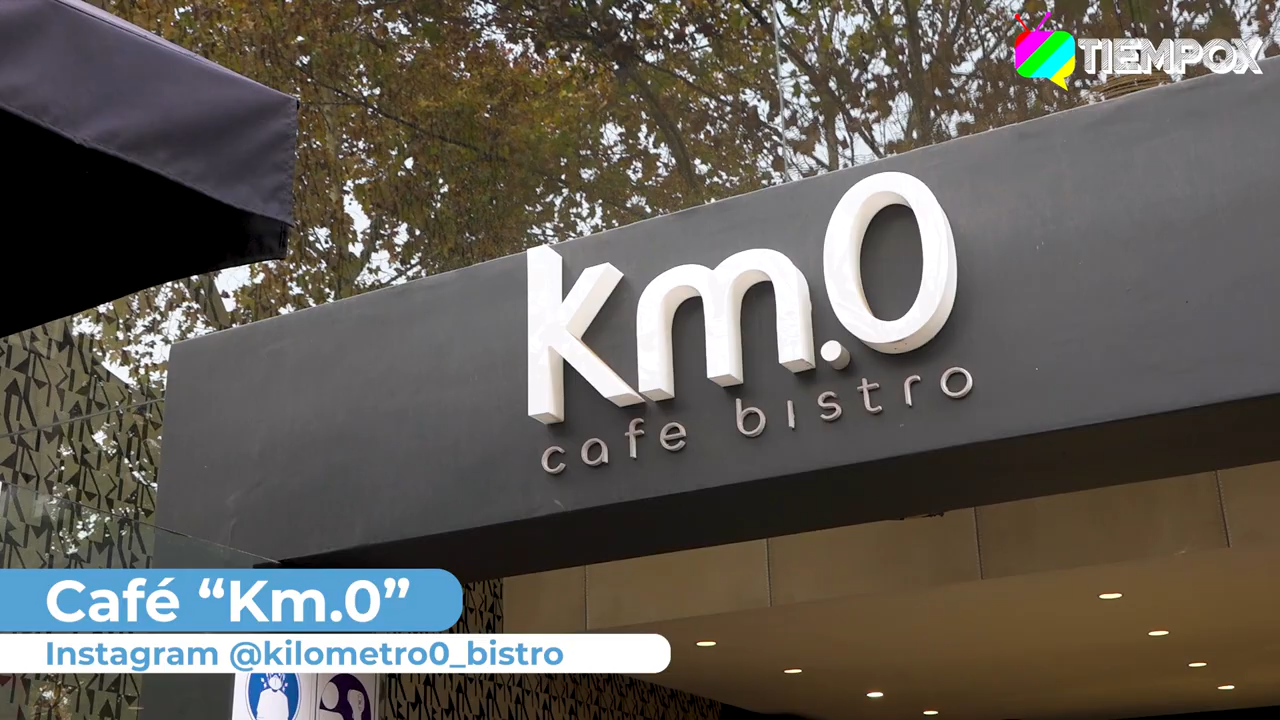 TIEMPOX
km.0
cafe bistro
Café “Km.0”
Instagram @kilometro0_bistro